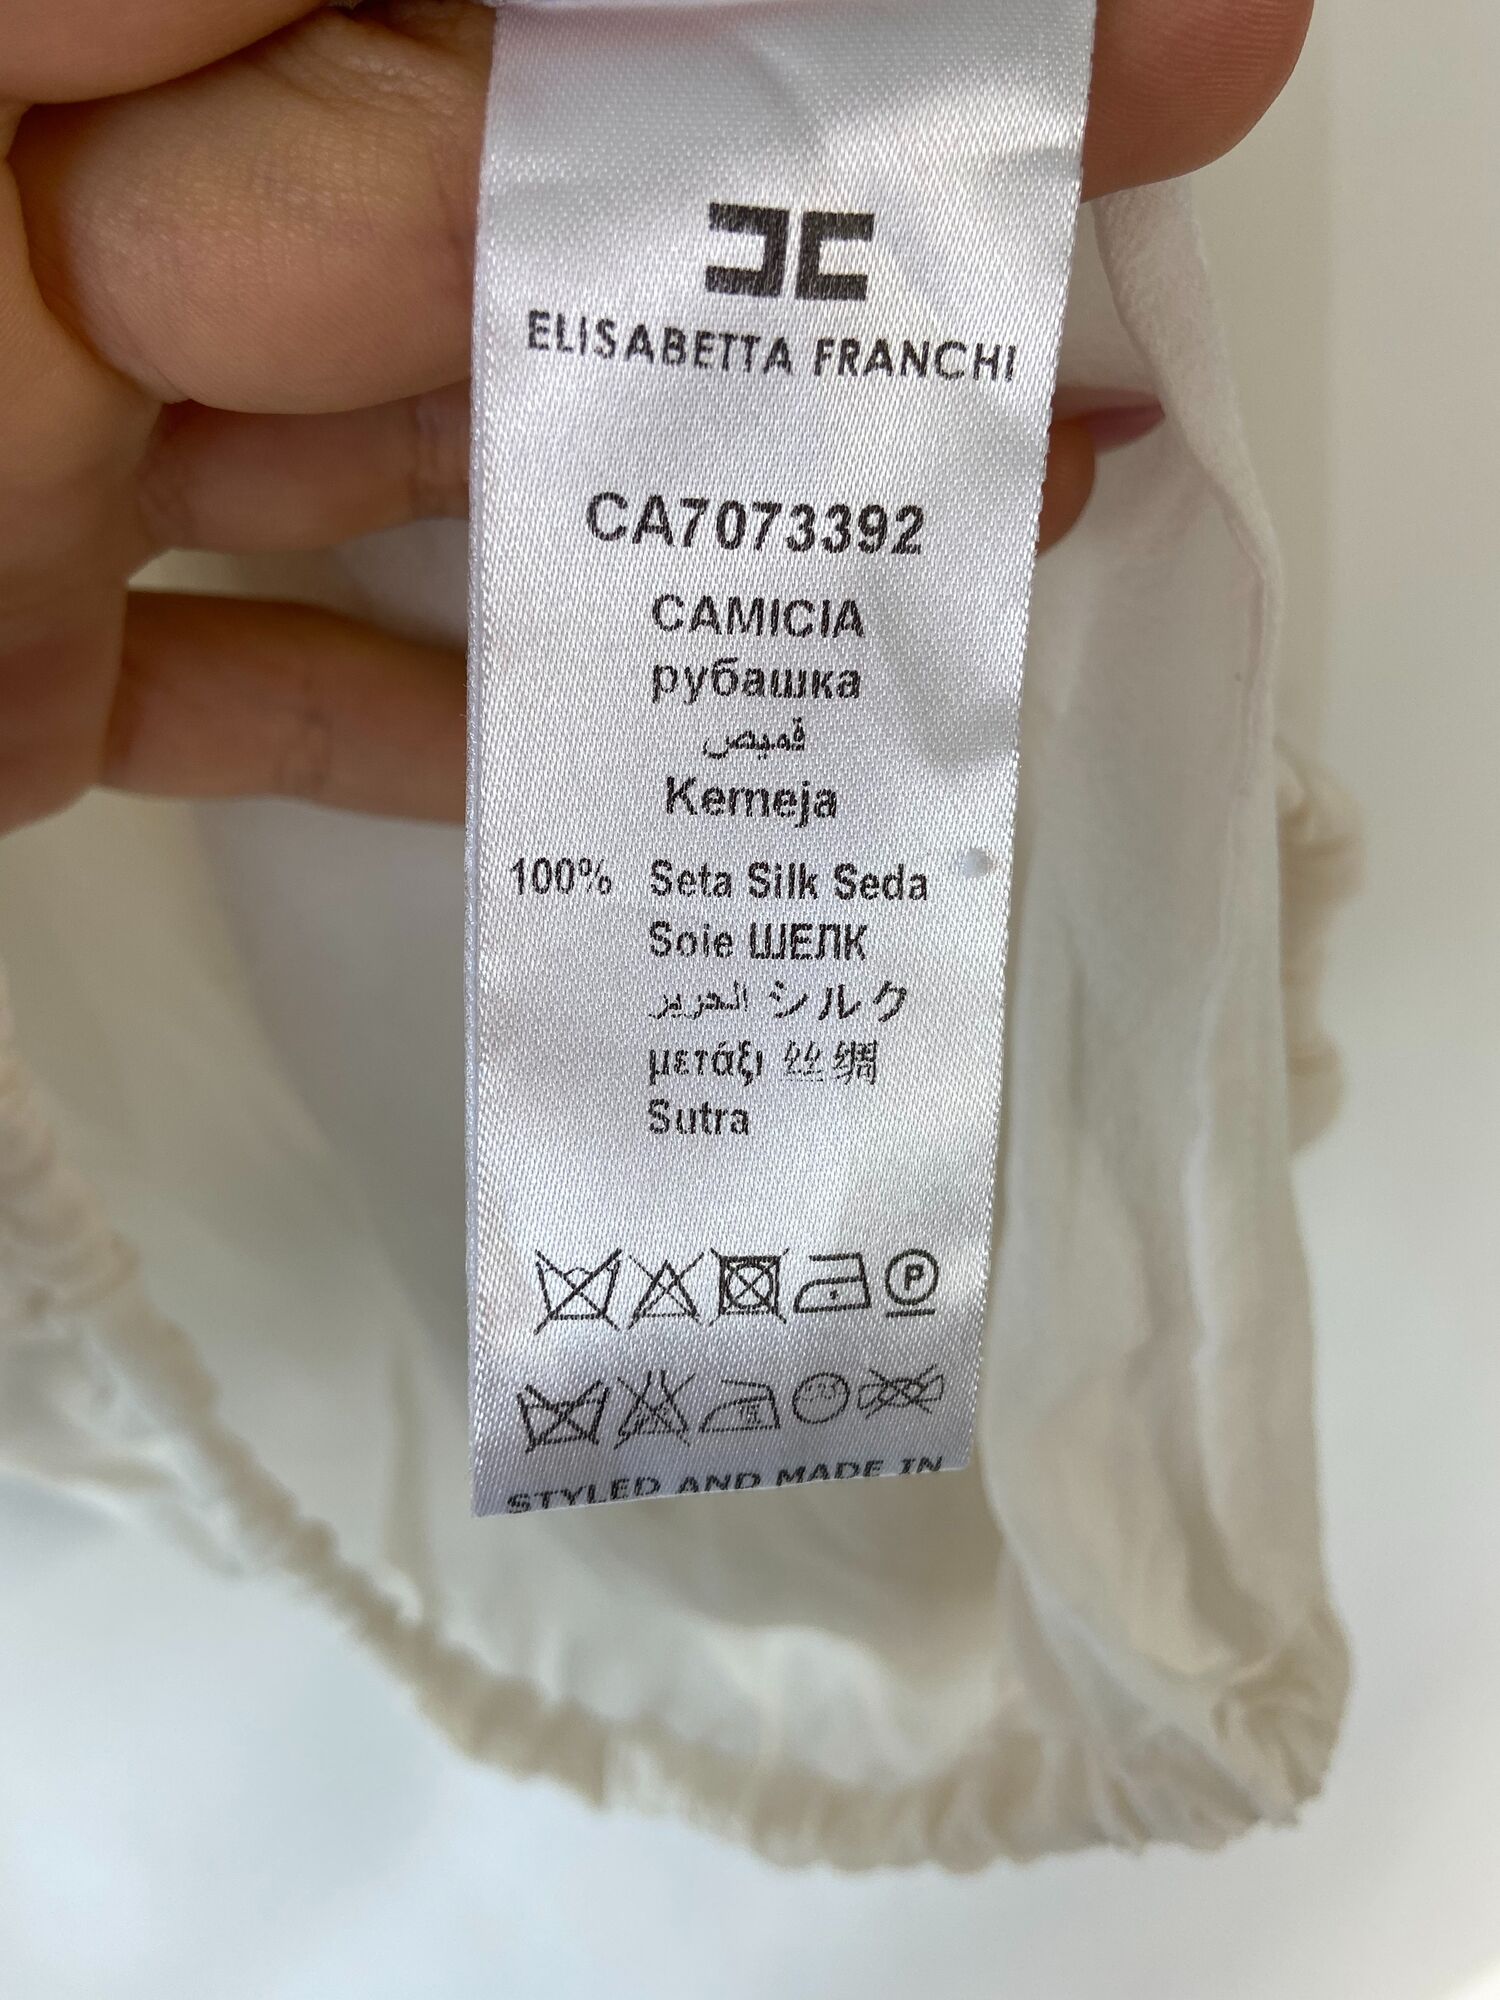 ELISABETTA FRANCHI
CA7073392
CAMICIA
рубашка
قميص
Kemeja
100% Seta Silk Seda
Soie ШЕЛК
الحرير シルク
μετάξι 丝绸
Sutra
P
STYLED AND MADE IN